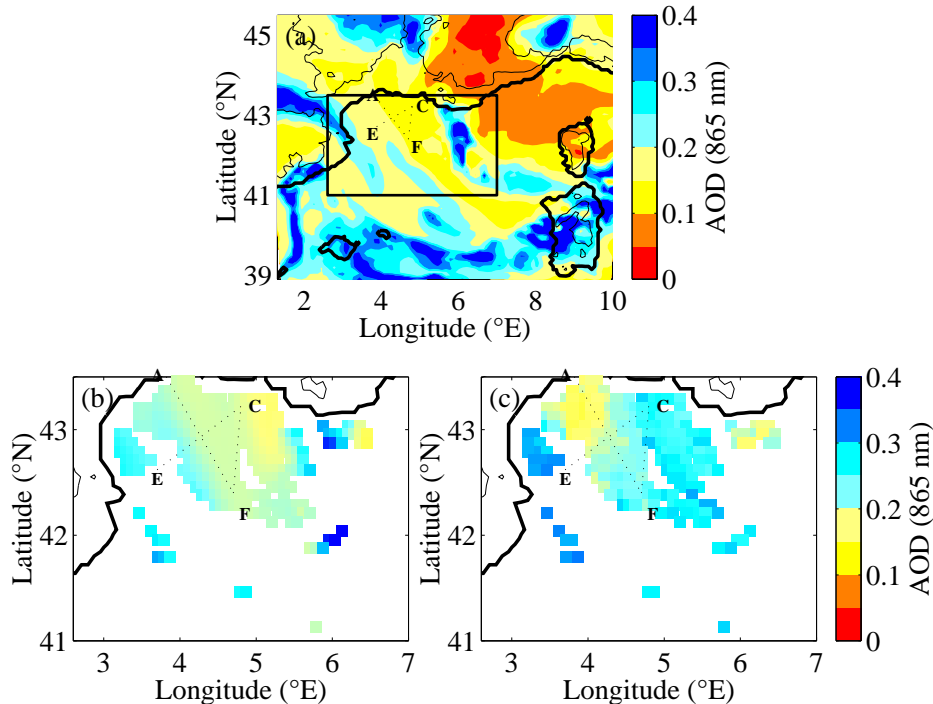 (a)
45
43
41
39
Latitude (°N)
A
C
E
F
2
4
6
8
10
Longitude (°E)
0.4
0.3
0.2
0.1
0
AOD (865 nm)
(b)
A
C
E
F
43
42
41
Latitude (°N)
3
4
5
6
7
Longitude (°E)
(c)
A
C
E
F
43
42
41
Latitude (°N)
3
4
5
6
7
Longitude (°E)
0.4
0.3
0.2
0.1
0
AOD (865 nm)